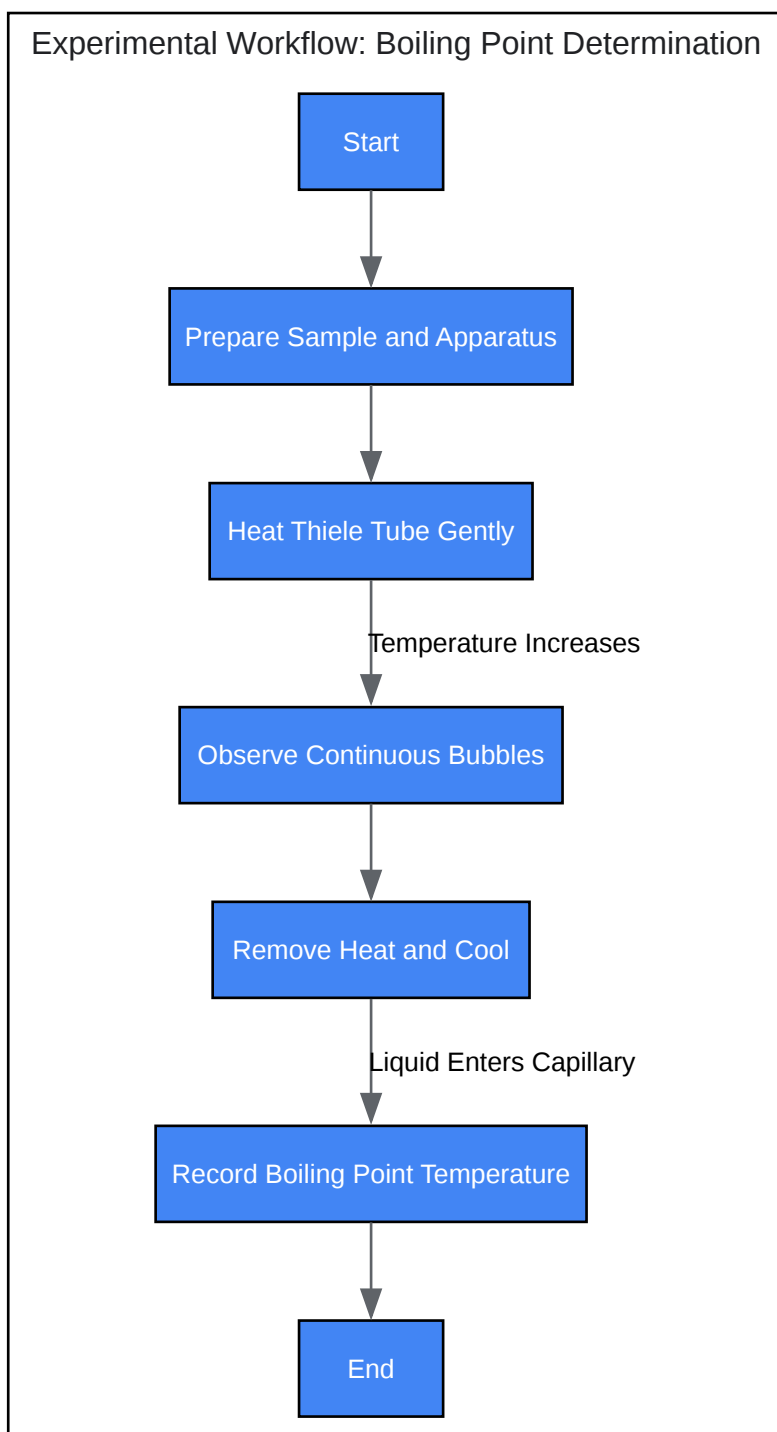 Experimental Workflow: Boiling Point Determination
Start
Prepare Sample and Apparatus
Heat Thiele Tube Gently
Temperature Increases
Observe Continuous Bubbles
Remove Heat and Cool
Liquid Enters Capillary
Record Boiling Point Temperature
End